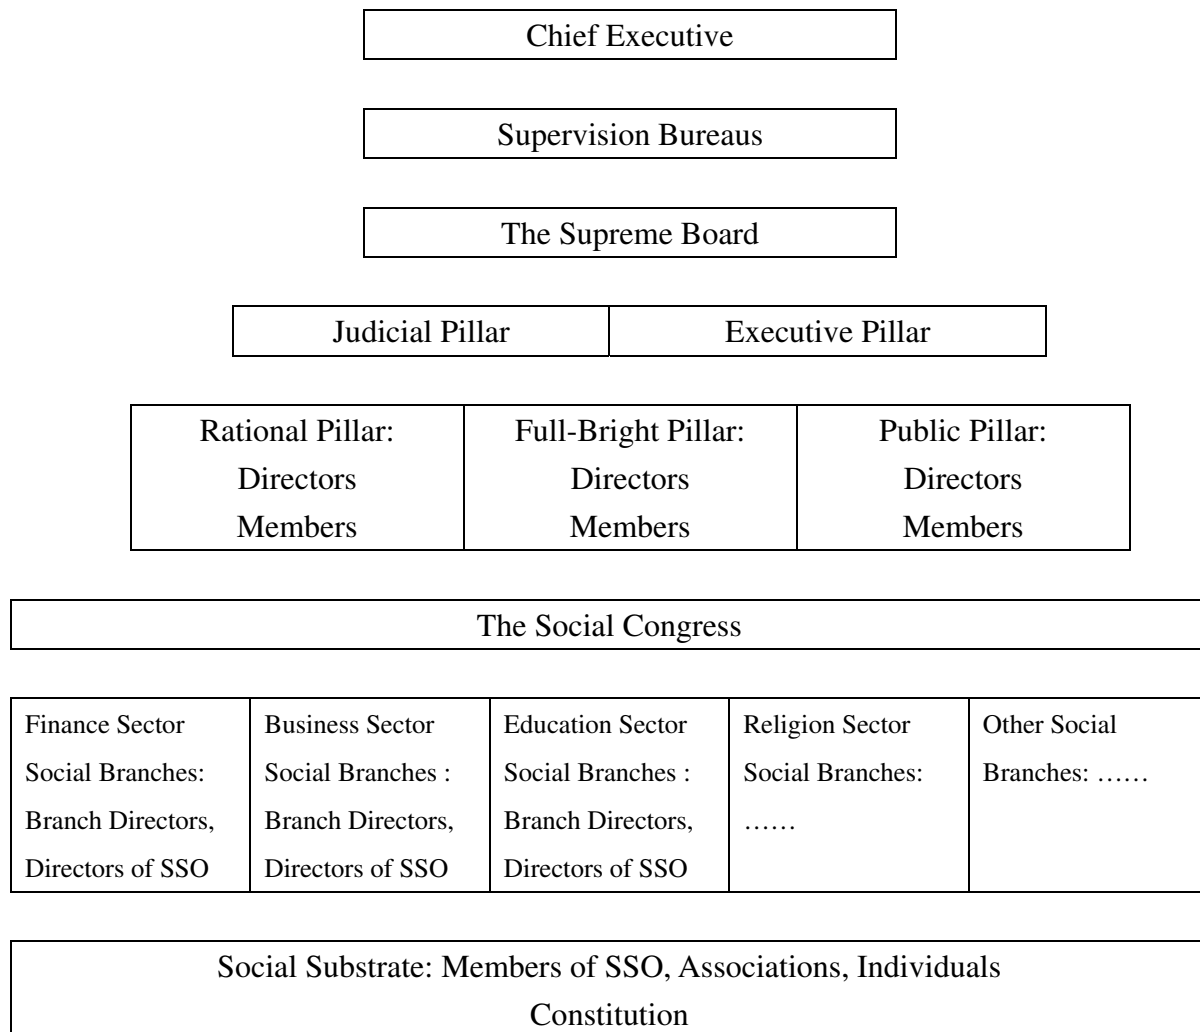 Chief Executive
Supervision Bureaus
The Supreme Board
Judicial Pillar
Executive Pillar
Rational Pillar:
Directors
Members
Full-Bright Pillar:
Directors
Members
Public Pillar:
Directors
Members
The Social Congress
Finance Sector
Social Branches:
Branch Directors,
Directors of SSO
Business Sector
Social Branches :
Branch Directors,
Directors of SSO
Education Sector
Social Branches :
Branch Directors,
Directors of SSO
Religion Sector
Social Branches:
……
Other Social
Branches: ……
Social Substrate: Members of SSO, Associations, Individuals
Constitution